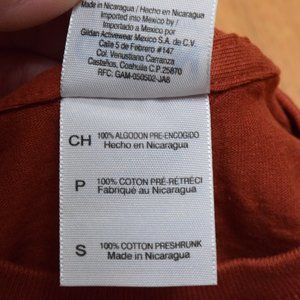 Made in Nicaragua / Hecho en Nicaragua
Imported into Mexico by /
Importado a Mexico por
Gildan Activewear Mexico S.A. de C.V.
Calle 5 de Febrero #147
Col. Venustiano Carranza
Castaños, Coahuila C.P. 25870
RFC: GAM-050502-JA6
CH 100% ALGODON PRE-ENCOGIDO
Hecho en Nicaragua
P 100% COTON PRÉ-RÉTRÉCI
Fabriqué au Nicaragua
S 100% COTTON PRESHRUNK
Made in Nicaragua